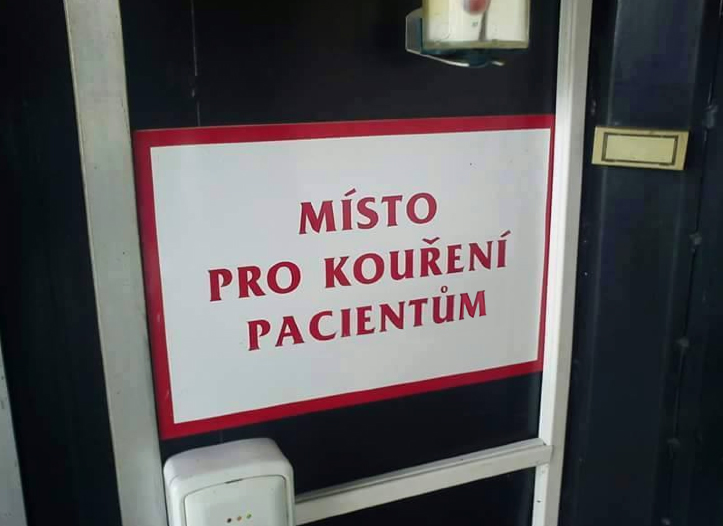 MÍSTO
PRO KOUŘENÍ
PACIENTŮM